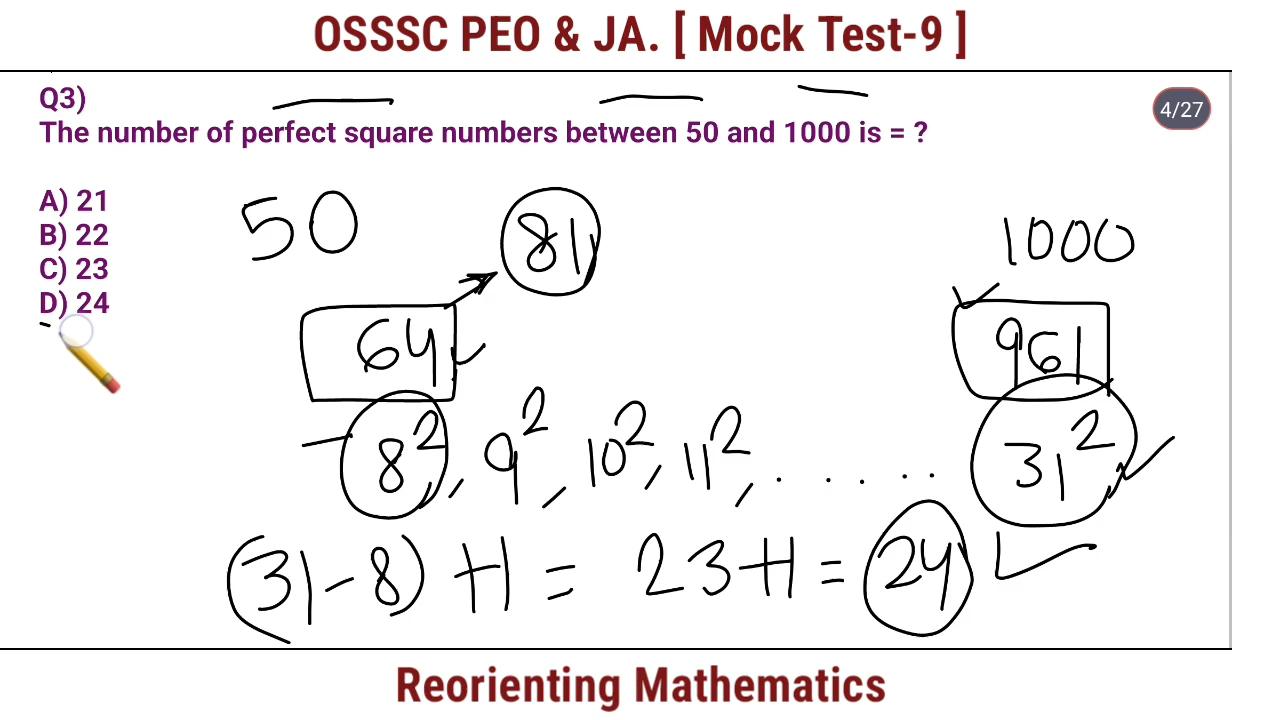 OSSSC PEO & JA. [ Mock Test-9 ]
Q3)
4/27
The number of perfect square numbers between 50 and 1000 is = ?
A) 21
B) 22
C) 23
D) 24
50 81 1000
64 961
8², 9², 10², 11², . . . . . 31²
(31-8)+1 = 23+1 = 24
Reorienting Mathematics